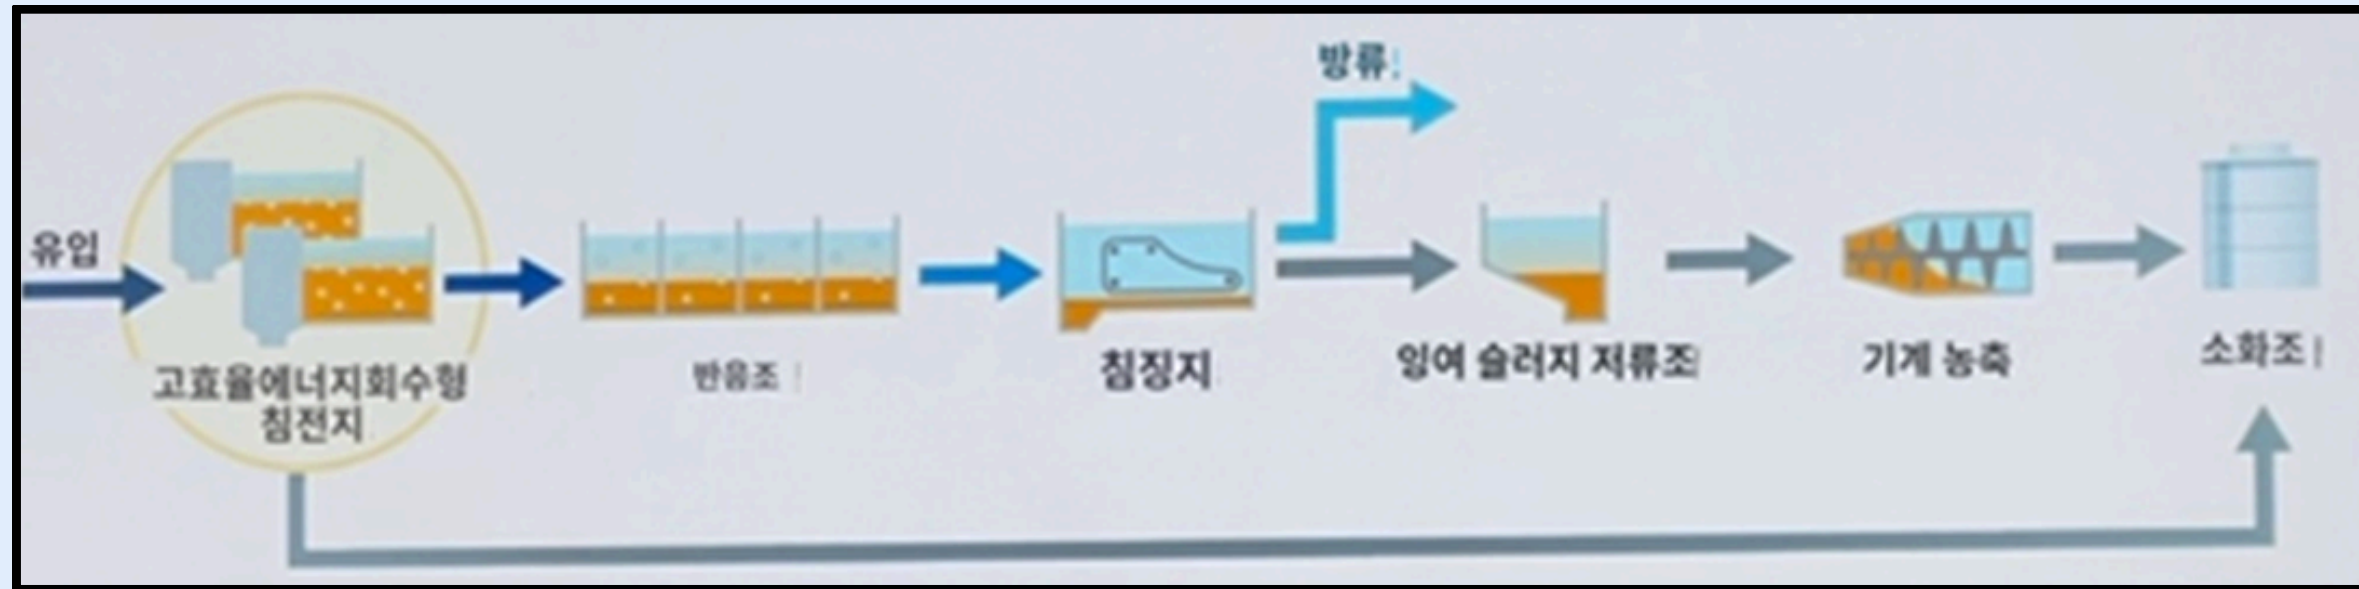 방류
유입
고효율에너지회수형
침전지
반응조
침징지
잉여 슬러지 저류조
기계 농축
소화조